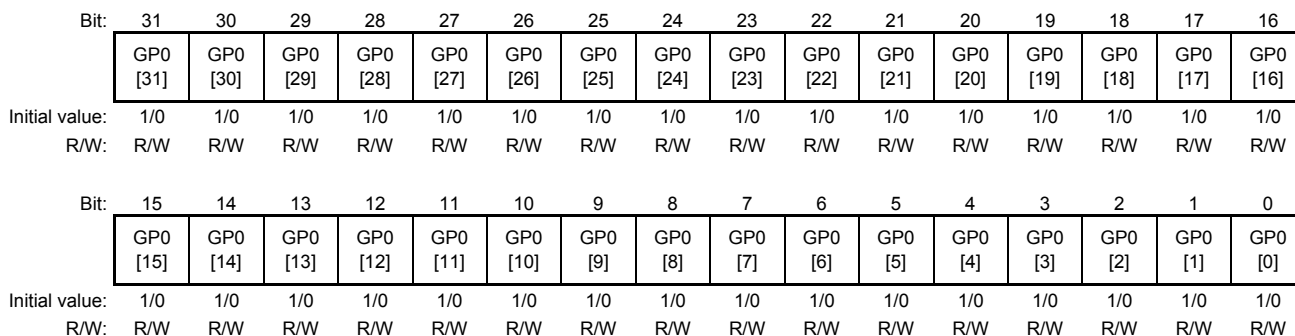 Bit: 31 30 29 28 27 26 25 24 23 22 21 20 19 18 17 16
GP0 GP0 GP0 GP0 GP0 GP0 GP0 GP0 GP0 GP0 GP0 GP0 GP0 GP0 GP0 GP0
[31] [30] [29] [28] [27] [26] [25] [24] [23] [22] [21] [20] [19] [18] [17] [16]
Initial value: 1/0 1/0 1/0 1/0 1/0 1/0 1/0 1/0 1/0 1/0 1/0 1/0 1/0 1/0 1/0 1/0
R/W: R/W R/W R/W R/W R/W R/W R/W R/W R/W R/W R/W R/W R/W R/W R/W R/W
Bit: 15 14 13 12 11 10 9 8 7 6 5 4 3 2 1 0
GP0 GP0 GP0 GP0 GP0 GP0 GP0 GP0 GP0 GP0 GP0 GP0 GP0 GP0 GP0 GP0
[15] [14] [13] [12] [11] [10] [9] [8] [7] [6] [5] [4] [3] [2] [1] [0]
Initial value: 1/0 1/0 1/0 1/0 1/0 1/0 1/0 1/0 1/0 1/0 1/0 1/0 1/0 1/0 1/0 1/0
R/W: R/W R/W R/W R/W R/W R/W R/W R/W R/W R/W R/W R/W R/W R/W R/W R/W